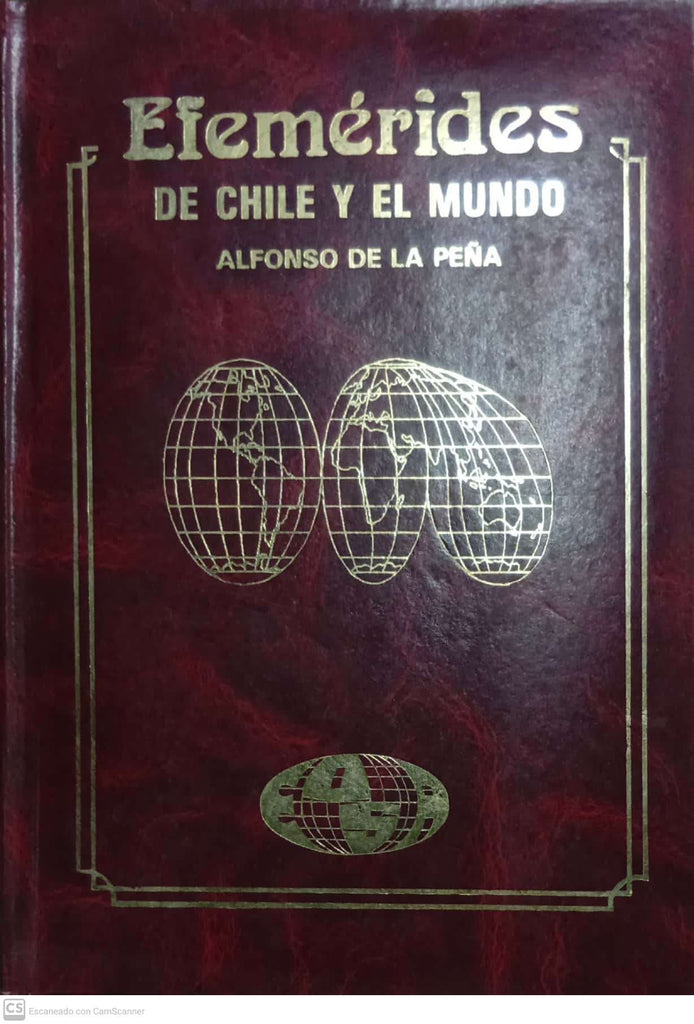 Efemérides
DE CHILE Y EL MUNDO
ALFONSO DE LA PEÑA
CS Escaneado con CamScanner